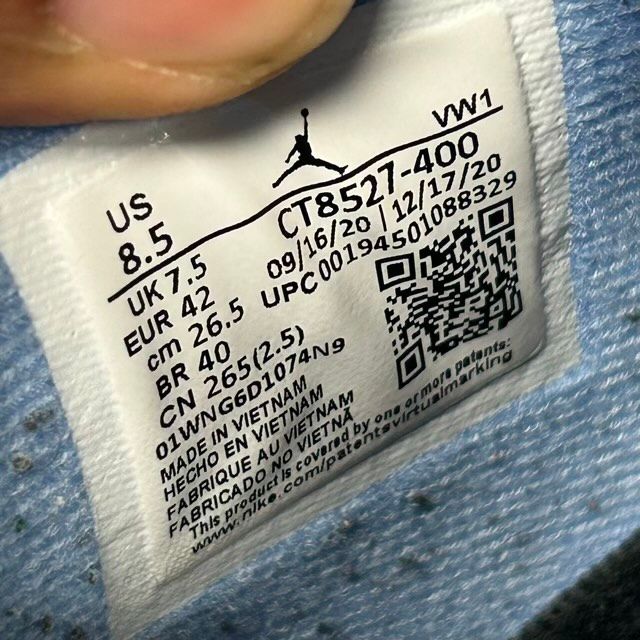 VW1
US
8.5
CT8527-400
09/16/20 | 12/17/20
UPC00194501088329
UK 7.5
EUR 42
cm 26.5
BR 40
CN 265(2.5)
01WNG6D1074N9
MADE IN VIETNAM
HECHO EN VIETNAM
FABRIQUE AU VIETNAM
FABRICADO NO VIETNÃ
This product is covered by one or more patents:
www.nike.com/patentsvirtualmarking